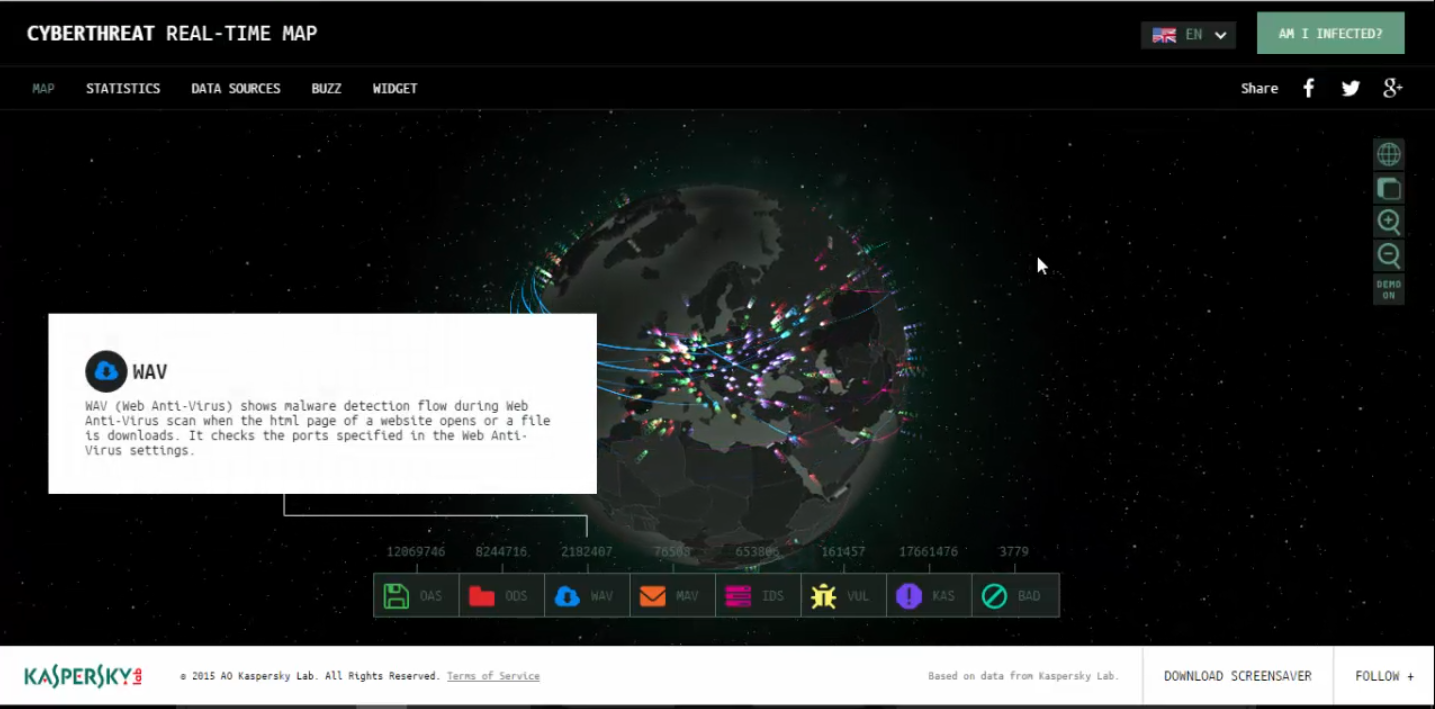 CYBERTHREAT REAL-TIME MAP
EN
AM I INFECTED?
MAP STATISTICS DATA SOURCES BUZZ WIDGET
Share
DEMO
ON
WAV
WAV (Web Anti-Virus) shows malware detection flow during Web
Anti-Virus scan when the html page of a website opens or a file
is downloads. It checks the ports specified in the Web Anti-
Virus settings.
12069746 8244716 2182407 161457 17661476 3779
OAS ODS WAV MAV IDS VUL KAS BAD
KASPERSKY lab
© 2015 AO Kaspersky Lab. All Rights Reserved. Terms of Service
Based on data from Kaspersky Lab.
DOWNLOAD SCREENSAVER
FOLLOW +